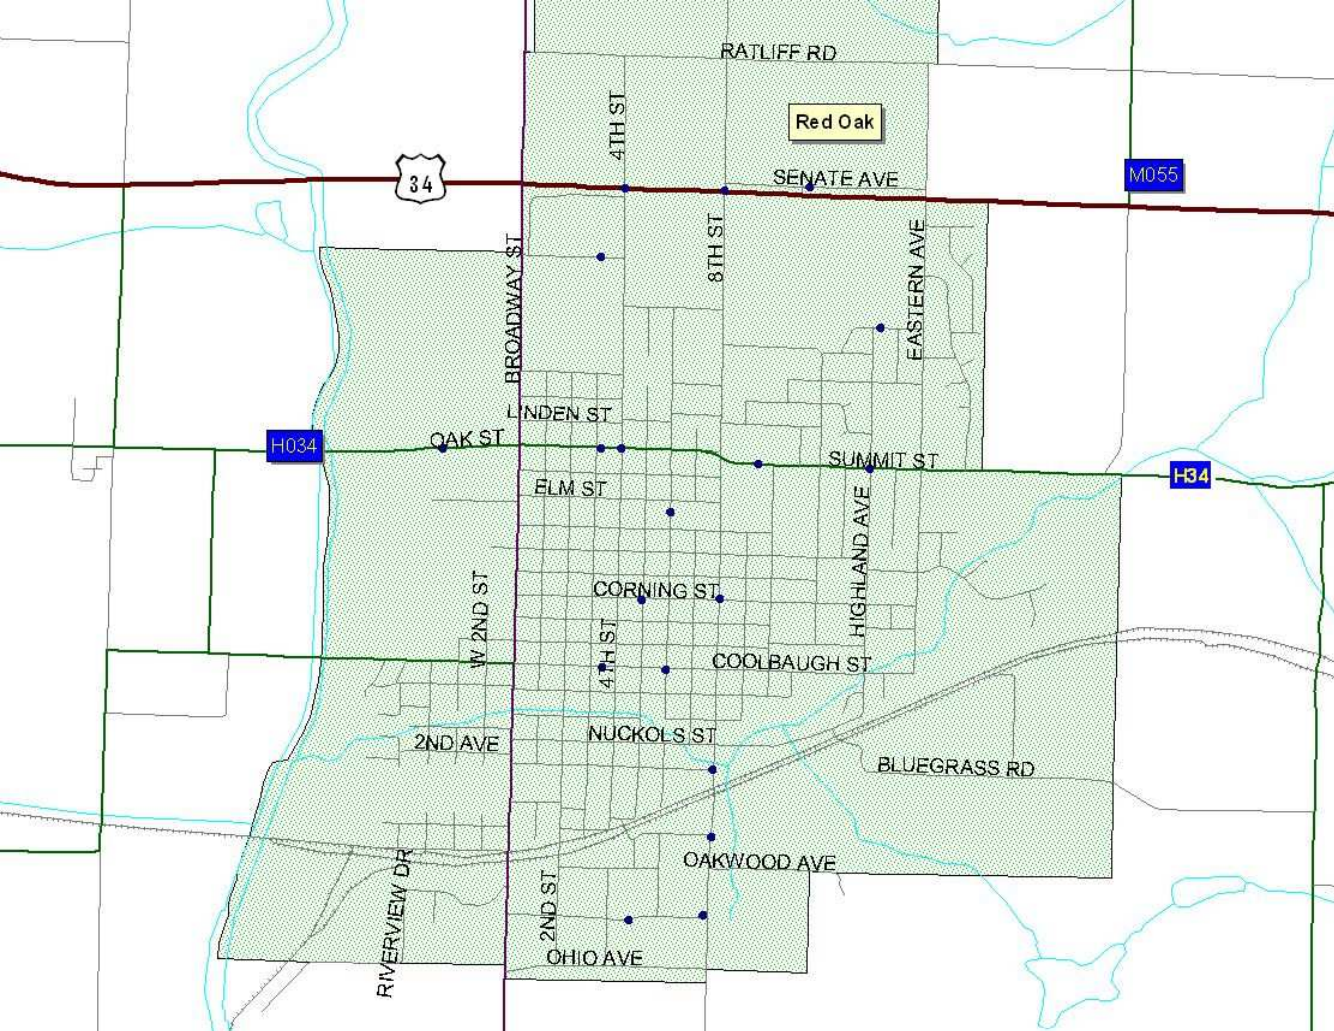 RATLIFF RD
4TH ST
Red Oak
34
SENATE AVE
M055
BROADWAY ST
8TH ST
EASTERN AVE
LINDEN ST
H034
OAK ST
SUMMIT ST
H34
ELM ST
HIGHLAND AVE
W 2ND ST
CORNING ST
4TH ST
COOLBAUGH ST
2ND AVE
NUCKOLS ST
BLUEGRASS RD
RIVERVIEW DR
2ND ST
OAKWOOD AVE
OHIO AVE